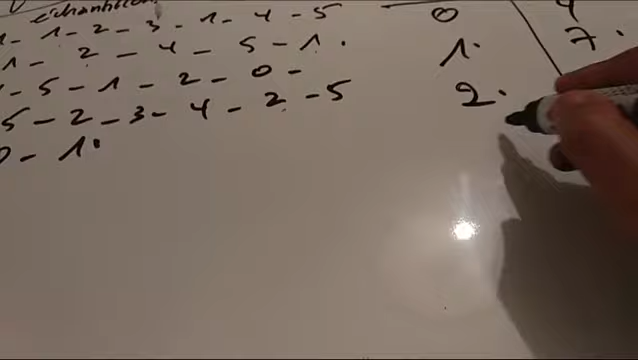 échantillon
1 - 1 - 2 - 3 - 1 - 4 - 5
1 - 2 - 4 - 5 - 1 .
- 5 - 1 - 2 - 0 -
5 - 2 - 3 - 4 - 2 - 5
0 - 1 .
0 4
1. 7.
2.